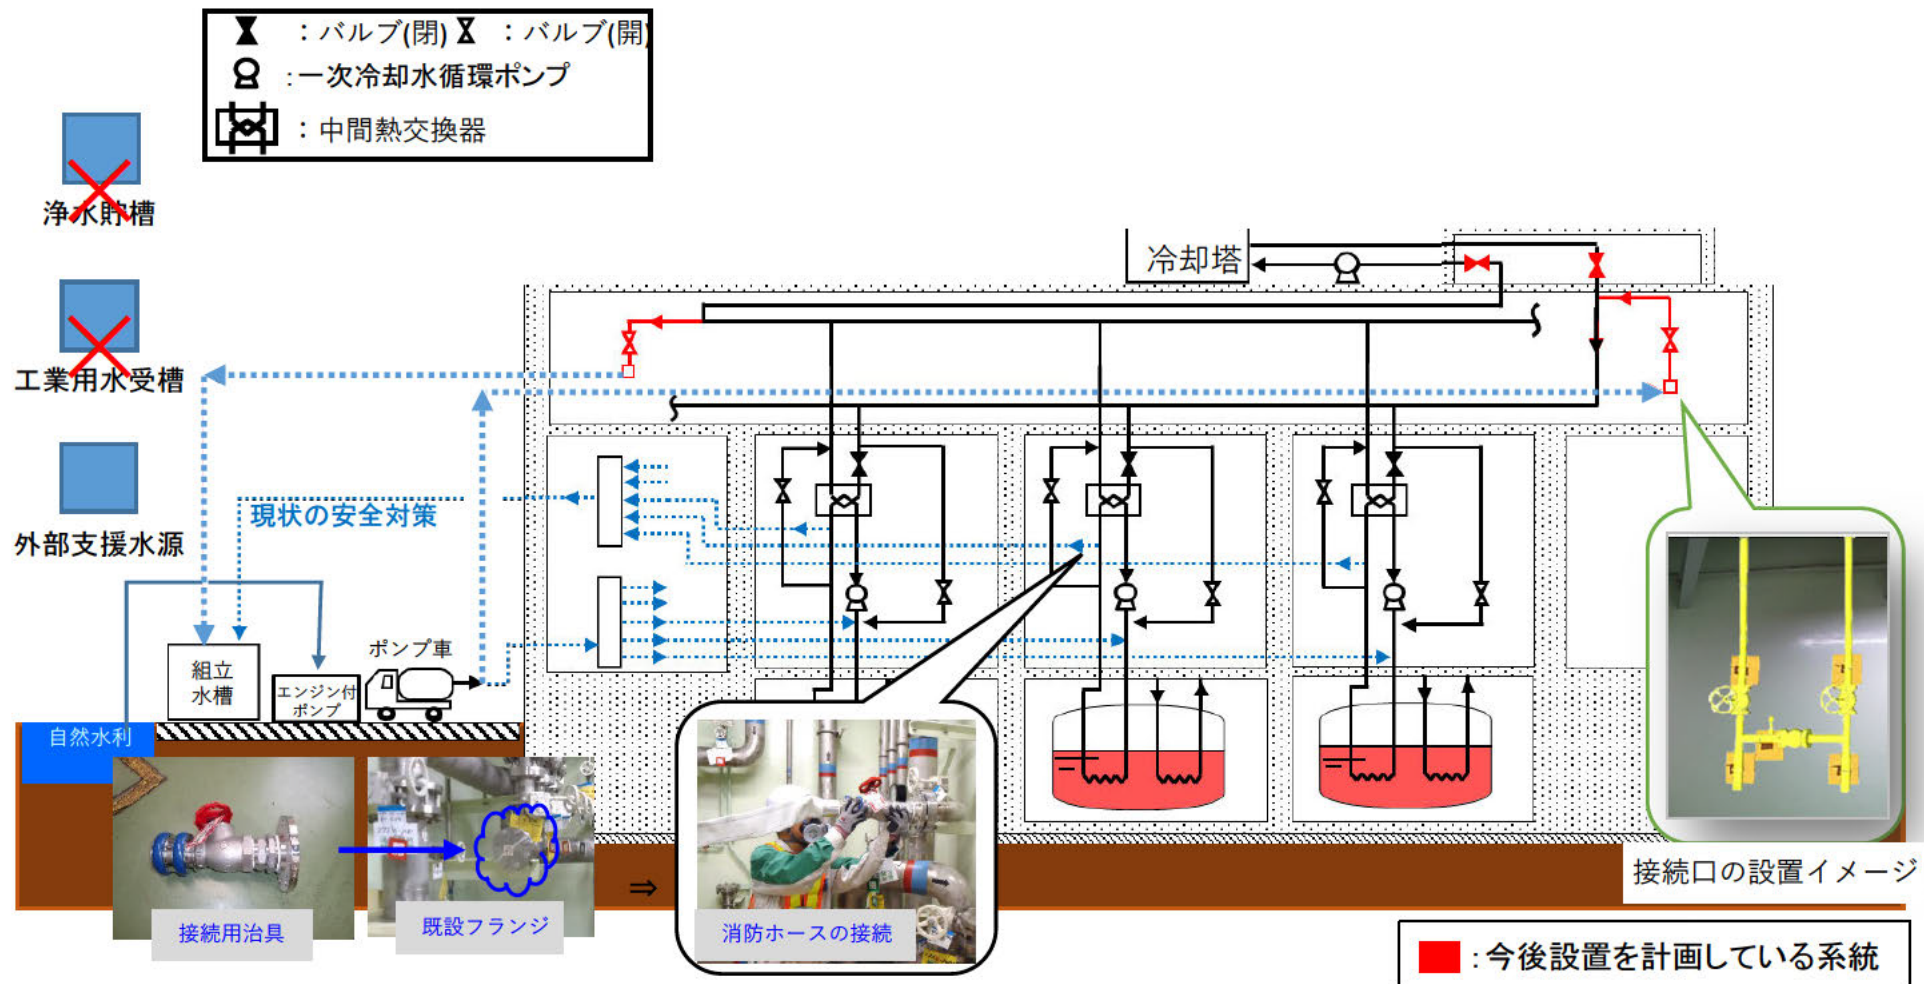 ：バルブ(閉)
：バルブ(開)
：一次冷却水循環ポンプ
：中間熱交換器
浄水貯槽
工業用水受槽
外部支援水源
冷却塔
現状の安全対策
組立
水槽
エンジン付
ポンプ
ポンプ車
自然水利
接続用治具
既設フランジ
⇒
消防ホースの接続
接続口の設置イメージ
：今後設置を計画している系統